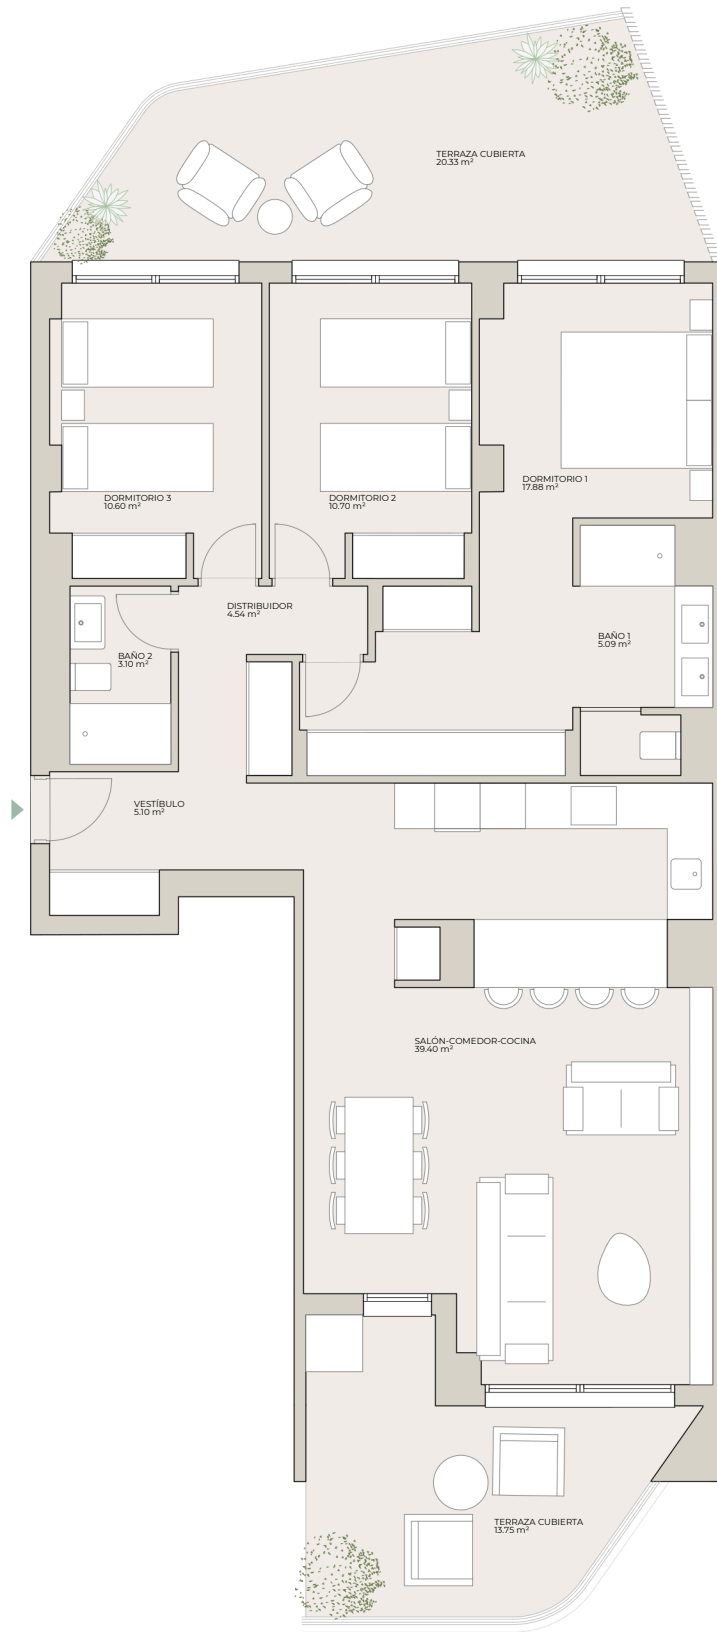 TERRAZA CUBIERTA
20.33 m²
DORMITORIO 3
10.60 m²
DORMITORIO 2
10.70 m²
DORMITORIO 1
17.88 m²
DISTRIBUIDOR
4.54 m²
BAÑO 2
3.10 m²
BAÑO 1
5.09 m²
VESTÍBULO
5.10 m²
SALÓN-COMEDOR-COCINA
39.40 m²
TERRAZA CUBIERTA
13.75 m²